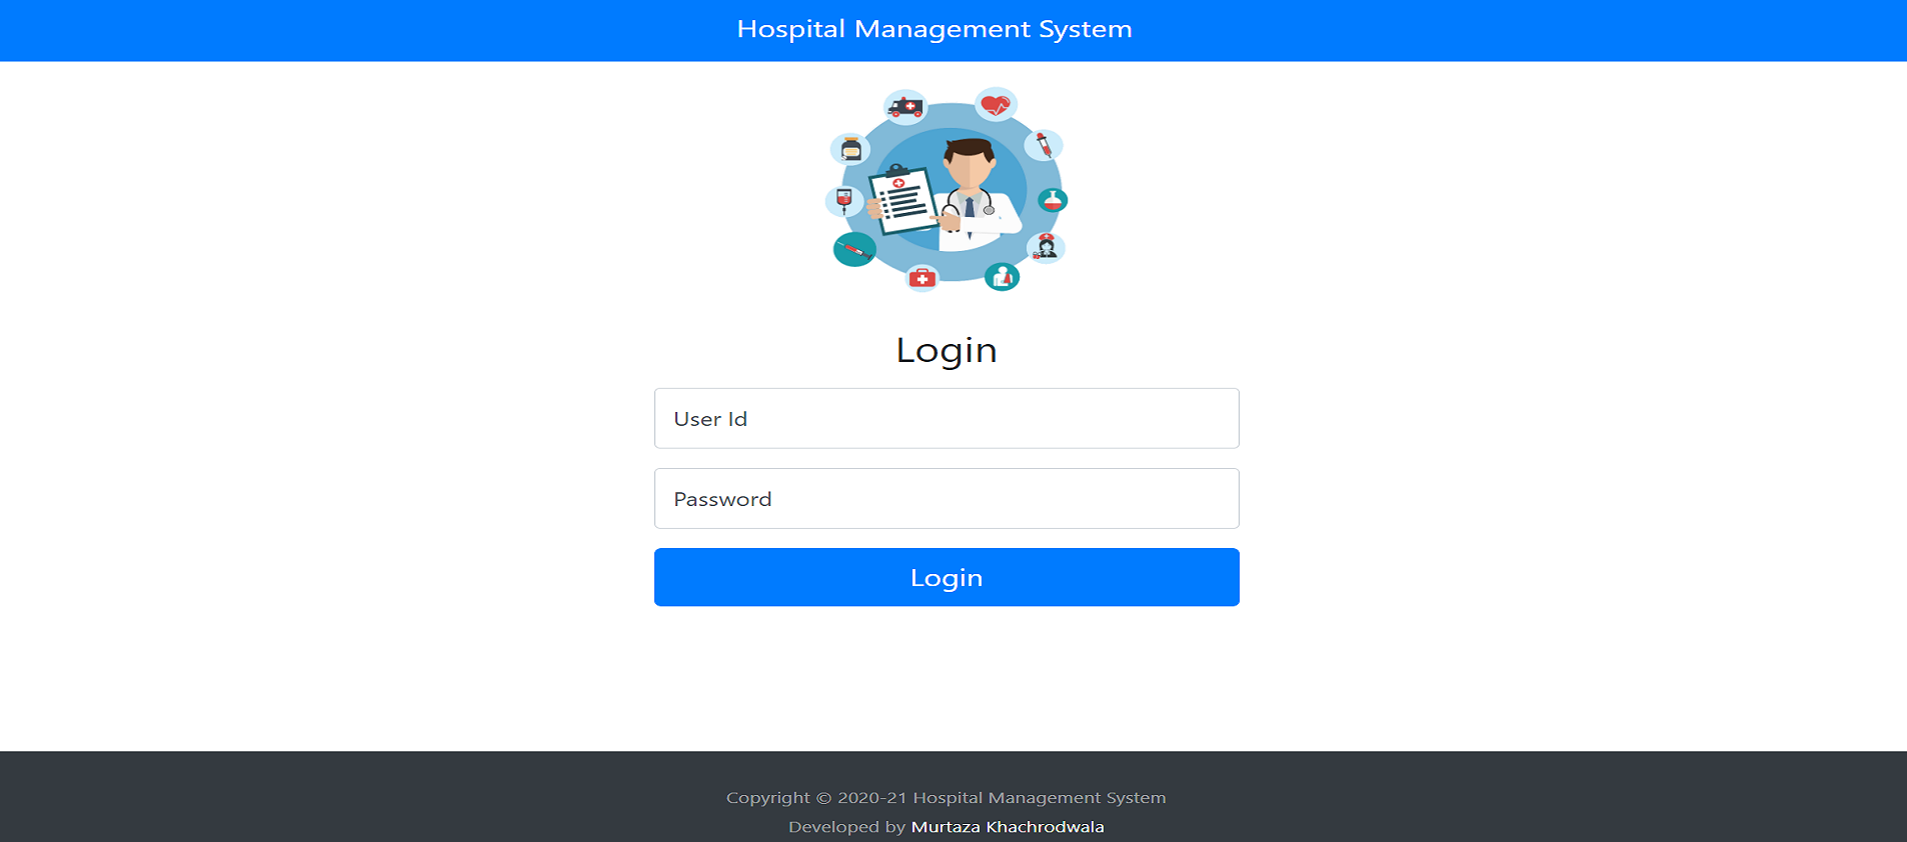 Hospital Management System
Login
User Id
Password
Login
Copyright © 2020-21 Hospital Management System
Developed by Murtaza Khachrodwala